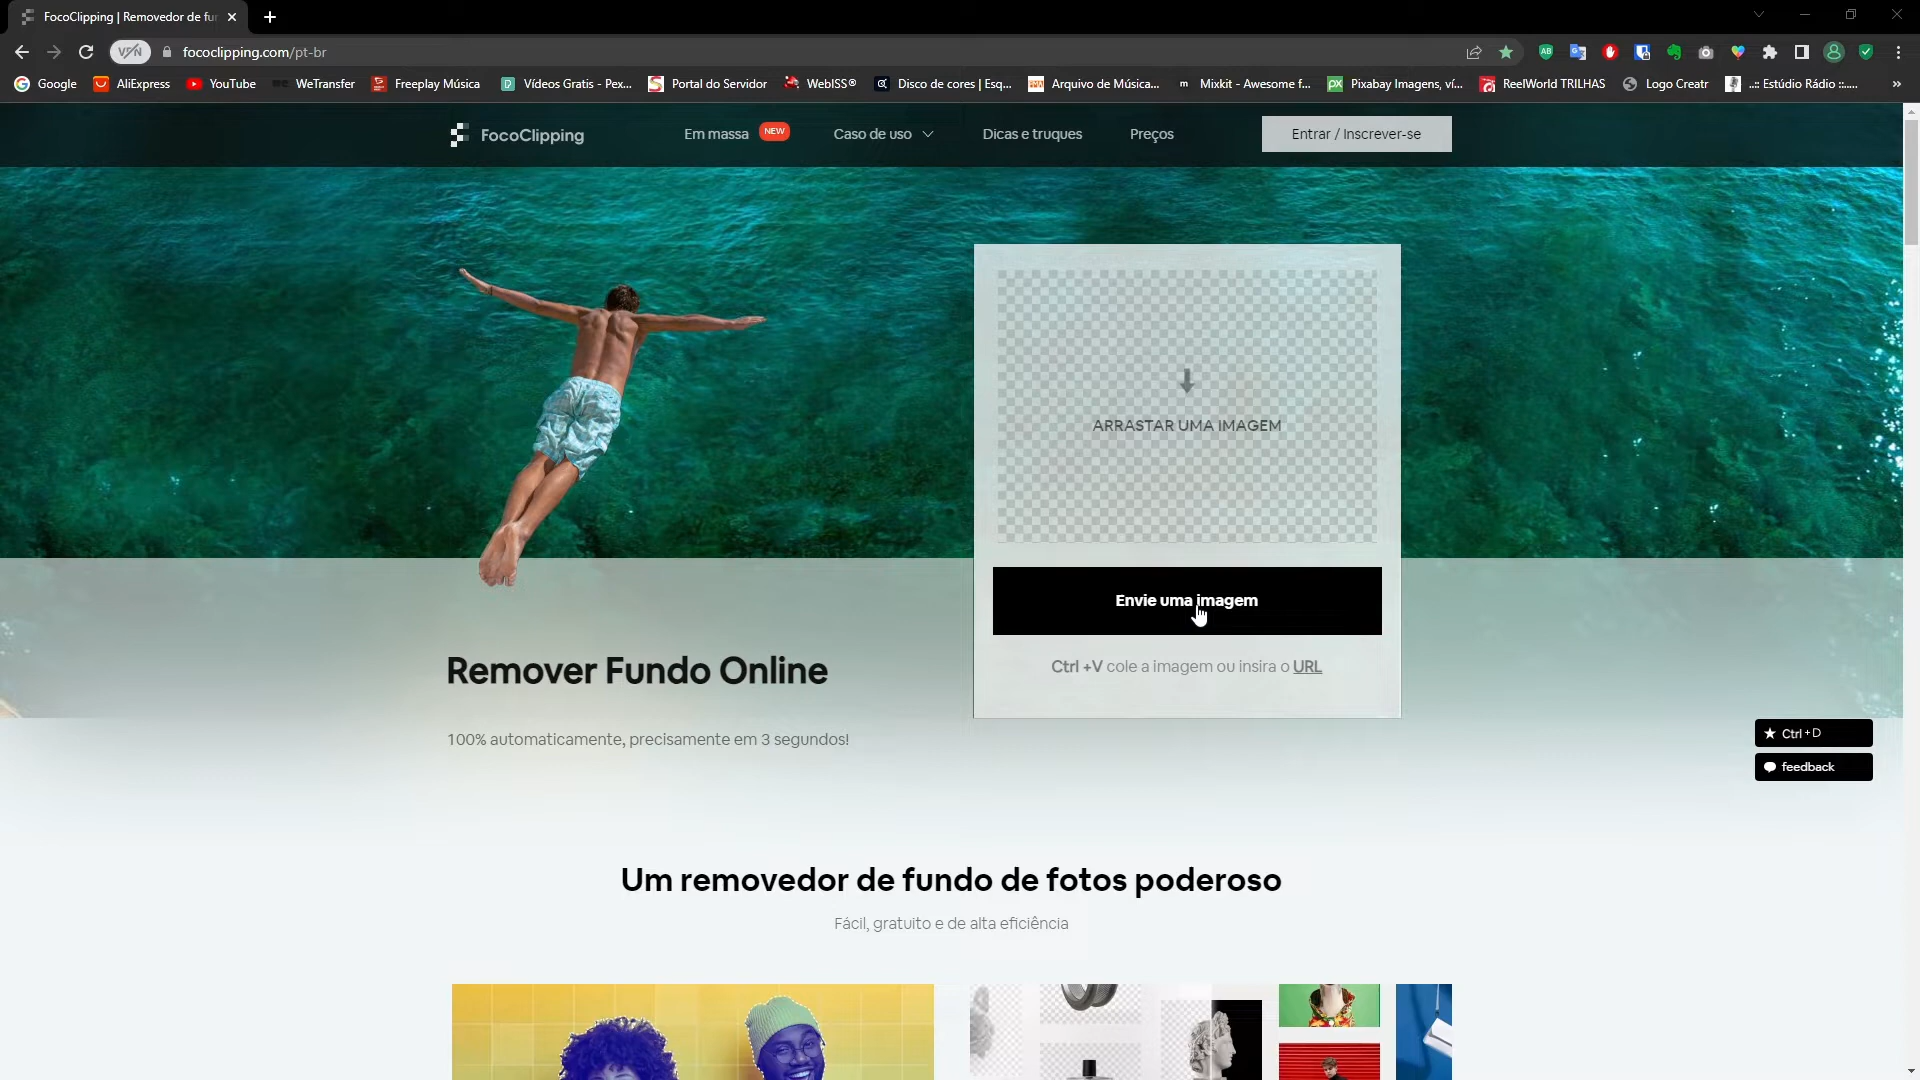 FocoClipping | Removedor de fu
VPN
fococlipping.com/pt-br
Google
AliExpress
YouTube
WeTransfer
Freeplay Música
Vídeos Gratis - Pex...
Portal do Servidor
WebISS®
Disco de cores | Esq...
Arquivo de Música...
Mixkit - Awesome f...
Pixabay Imagens, ví...
ReelWorld TRILHAS
Logo Creatr
..:: Estúdio Rádio ::.....
»
FocoClipping
Em massa
NEW
Caso de uso
Dicas e truques
Preços
Entrar / Inscrever-se
ARRASTAR UMA IMAGEM
Envie uma imagem
Ctrl +V cole a imagem ou insira o URL
Remover Fundo Online
100% automaticamente, precisamente em 3 segundos!
Ctrl+D
feedback
Um removedor de fundo de fotos poderoso
Fácil, gratuito e de alta eficiência